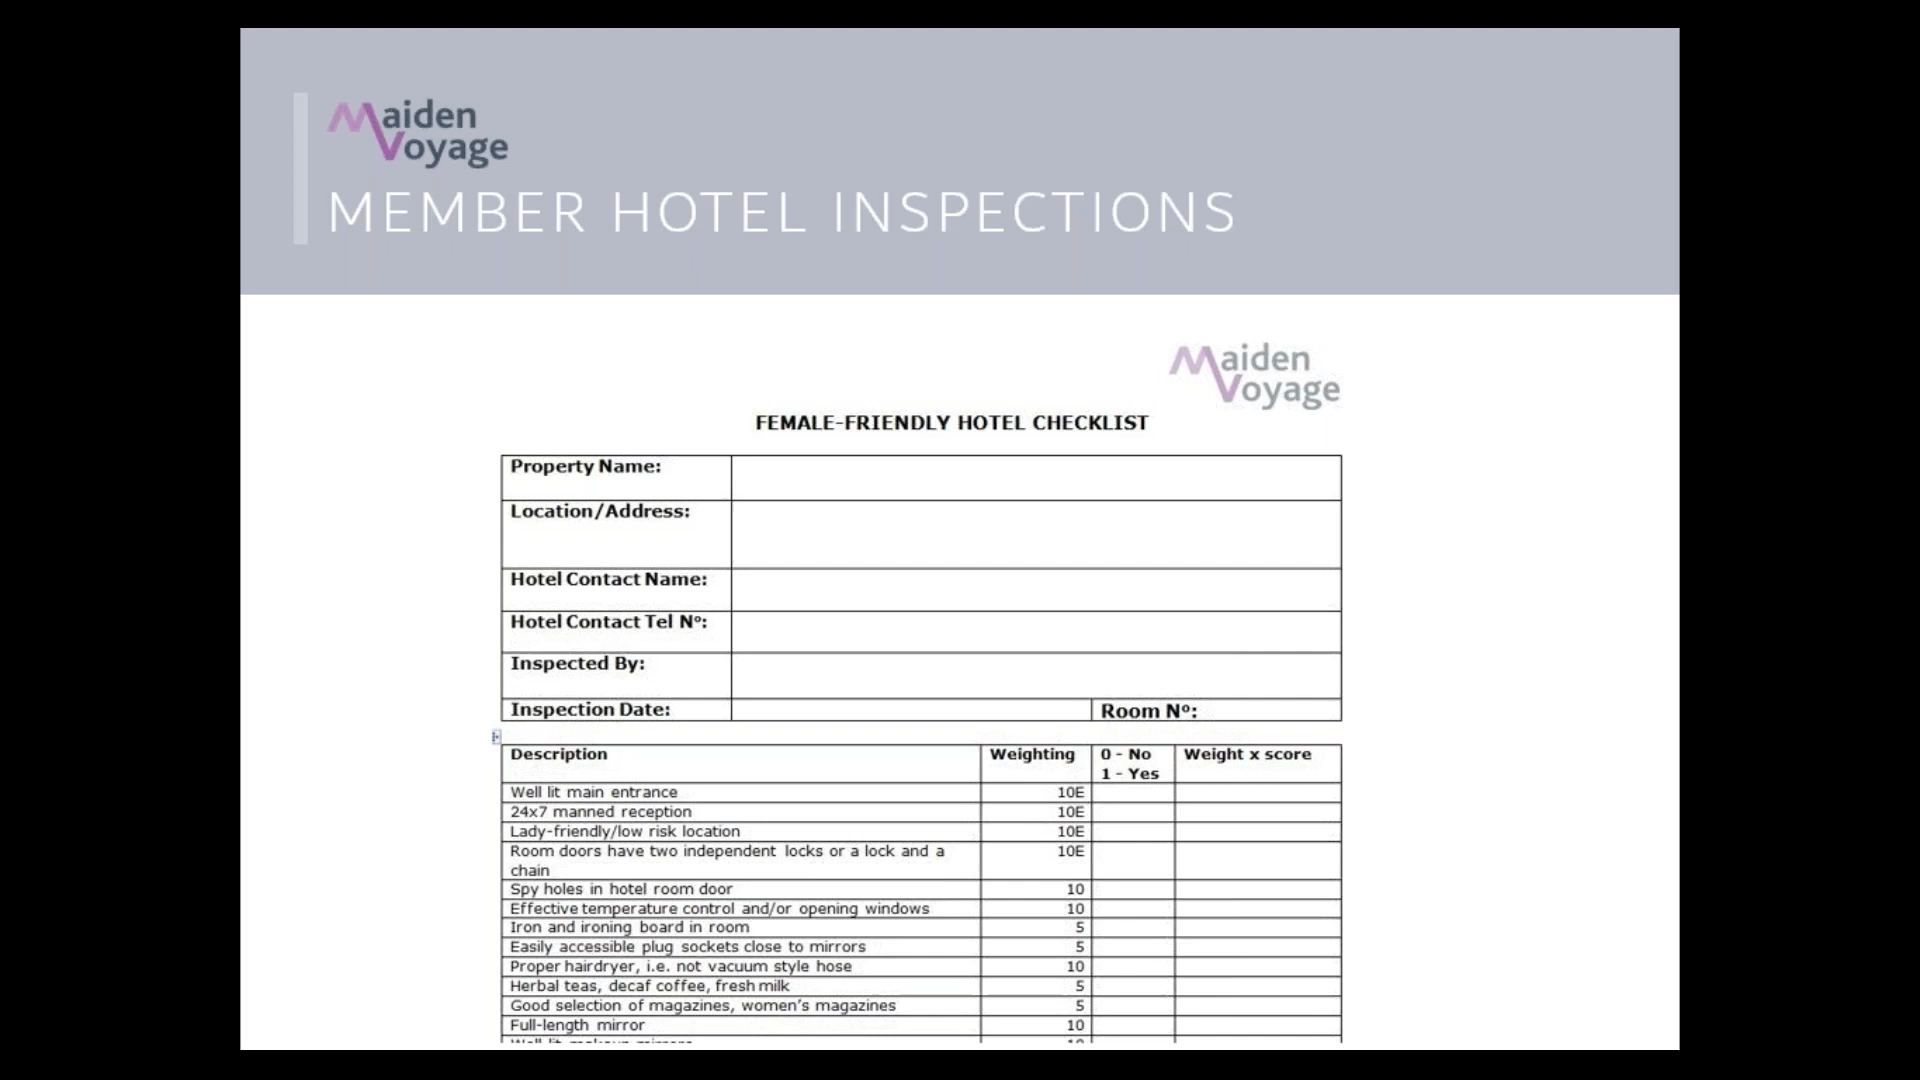 Maiden
Voyage
MEMBER HOTEL INSPECTIONS
Maiden
Voyage
FEMALE-FRIENDLY HOTEL CHECKLIST
Property Name:
Location/Address:
Hotel Contact Name:
Hotel Contact Tel Nº:
Inspected By:
Inspection Date: Room Nº:
Description Weighting 0 - No Weight x score
1 - Yes
Well lit main entrance 10E
24x7 manned reception 10E
Lady-friendly/low risk location 10E
Room doors have two independent locks or a lock and a 10E
chain
Spy holes in hotel room door 10
Effective temperature control and/or opening windows 10
Iron and ironing board in room 5
Easily accessible plug sockets close to mirrors 5
Proper hairdryer, i.e. not vacuum style hose 10
Herbal teas, decaf coffee, fresh milk 5
Good selection of magazines, women's magazines 5
Full-length mirror 10